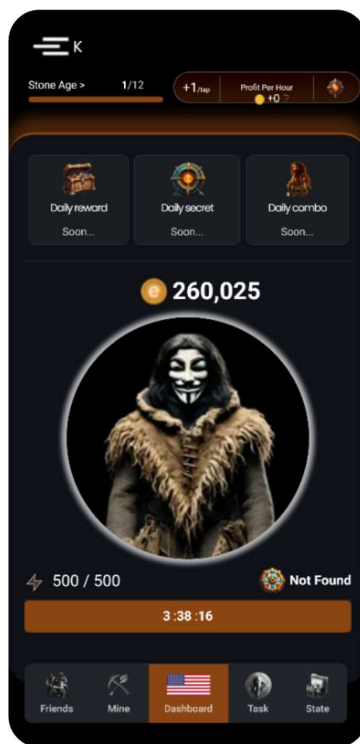 K
Stone Age > 1/12
+1/tap
Profit Per Hour
+0 ?
Daily reward
Soon...
Daily secret
Soon...
Daily combo
Soon...
e 260,025
500 / 500
Not Found
3 :38 :16
Friends Mine Dashboard Task State